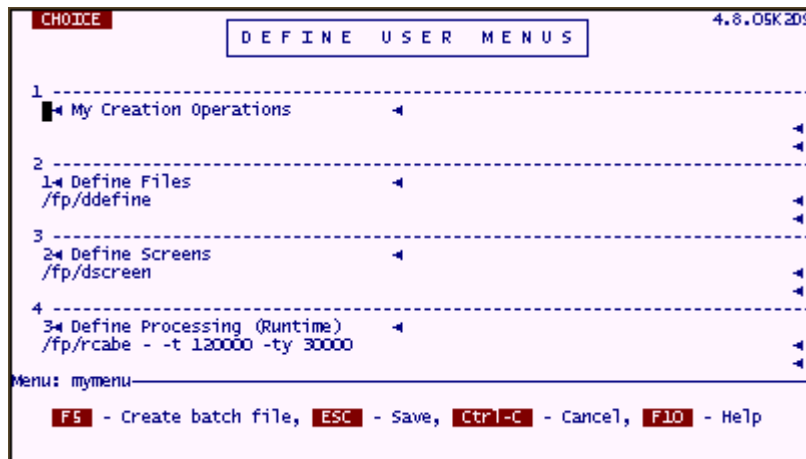 CHOICE
4.8.05K2D9
DEFINE USER MENUS
1
My Creation Operations
2
1 Define Files
/fp/ddefine
3
2 Define Screens
/fp/dscreen
4
3 Define Processing (Runtime)
/fp/rcabe - -t 120000 -ty 30000
Menu: mymenu
F5 - Create batch file, ESC - Save, Ctrl-C - Cancel, F10 - Help